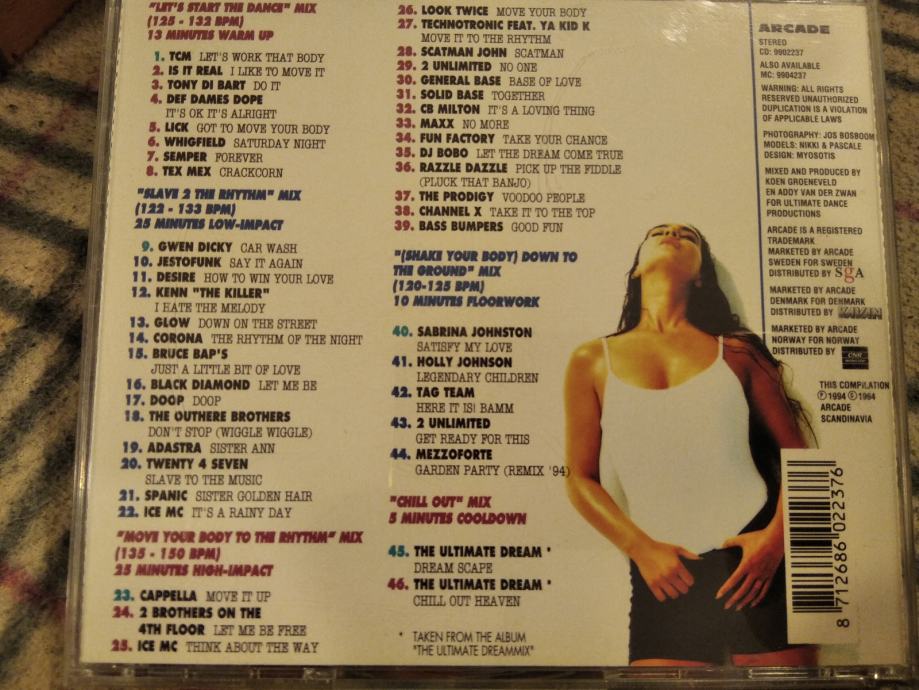 "LET'S START THE DANCE" MIX
(125 - 132 BPM)
13 MINUTES WARM UP
1. TCM LET'S WORK THAT BODY
2. IS IT REAL I LIKE TO MOVE IT
3. TONY DI BART DO IT
4. DEF DAMES DOPE
IT'S OK IT'S ALRIGHT
5. LICK GOT TO MOVE YOUR BODY
6. WHIGFIELD SATURDAY NIGHT
7. SEMPER FOREVER
8. TEX MEX CRACKCORN
"SLAVE 2 THE RHYTHM" MIX
(122 - 133 BPM)
25 MINUTES LOW-IMPACT
9. GWEN DICKY CAR WASH
10. JESTOFUNK SAY IT AGAIN
11. DESIRE HOW TO WIN YOUR LOVE
12. KENN "THE KILLER"
I HATE THE MELODY
13. GLOW DOWN ON THE STREET
14. CORONA THE RHYTHM OF THE NIGHT
15. BRUCE BAP'S
JUST A LITTLE BIT OF LOVE
16. BLACK DIAMOND LET ME BE
17. DOOP DOOP
18. THE OUTHERE BROTHERS
DON'T STOP (WIGGLE WIGGLE)
19. ADASTRA SISTER ANN
20. TWENTY 4 SEVEN
SLAVE TO THE MUSIC
21. SPANIC SISTER GOLDEN HAIR
22. ICE MC IT'S A RAINY DAY
"MOVE YOUR BODY TO THE RHYTHM" MIX
(135 - 150 BPM)
25 MINUTES HIGH-IMPACT
23. CAPPELLA MOVE IT UP
24. 2 BROTHERS ON THE
4TH FLOOR LET ME BE FREE
25. ICE MC THINK ABOUT THE WAY
26. LOOK TWICE MOVE YOUR BODY
27. TECHNOTRONIC FEAT. YA KID K
MOVE IT TO THE RHYTHM
28. SCATMAN JOHN SCATMAN
29. 2 UNLIMITED NO ONE
30. GENERAL BASE BASE OF LOVE
31. SOLID BASE TOGETHER
32. CB MILTON IT'S A LOVING THING
33. MAXX NO MORE
34. FUN FACTORY TAKE YOUR CHANCE
35. DJ BOBO LET THE DREAM COME TRUE
36. RAZZLE DAZZLE PICK UP THE FIDDLE
(PLUCK THAT BANJO)
37. THE PRODIGY VOODOO PEOPLE
38. CHANNEL X TAKE IT TO THE TOP
39. BASS BUMPERS GOOD FUN
"(SHAKE YOUR BODY) DOWN TO
THE GROUND" MIX
(120-125 BPM)
10 MINUTES FLOORWORK
40. SABRINA JOHNSTON
SATISFY MY LOVE
41. HOLLY JOHNSON
LEGENDARY CHILDREN
42. TAG TEAM
HERE IT IS! BAMM
43. 2 UNLIMITED
GET READY FOR THIS
44. MEZZOFORTE
GARDEN PARTY (REMIX '94)
"CHILL OUT" MIX
5 MINUTES COOLDOWN
45. THE ULTIMATE DREAM *
DREAM SCAPE
46. THE ULTIMATE DREAM *
CHILL OUT HEAVEN
* TAKEN FROM THE ALBUM
"THE ULTIMATE DREAMMIX"
ARCADE
STEREO
CD: 9902237
ALSO AVAILABLE
MC: 9904237
WARNING: ALL RIGHTS
RESERVED UNAUTHORIZED
DUPLICATION IS A VIOLATION
OF APPLICABLE LAWS
PHOTOGRAPHY: JOS BOSBOOM
MODELS: NIKKI & PASCALE
DESIGN: MYOSOTIS
MIXED AND PRODUCED BY
KOEN GROENEVELD
EN ADDY VAN DER ZWAN
FOR ULTIMATE DANCE
PRODUCTIONS
ARCADE IS A REGISTERED
TRADEMARK
MARKETED BY ARCADE
SWEDEN FOR SWEDEN
DISTRIBUTED BY SGA
MARKETED BY ARCADE
DENMARK FOR DENMARK
DISTRIBUTED BY
MARKETED BY ARCADE
NORWAY FOR NORWAY
DISTRIBUTED BY CNR
THIS COMPILATION
℗ 1994 © 1964
ARCADE
SCANDINAVIA
8 712686 022376